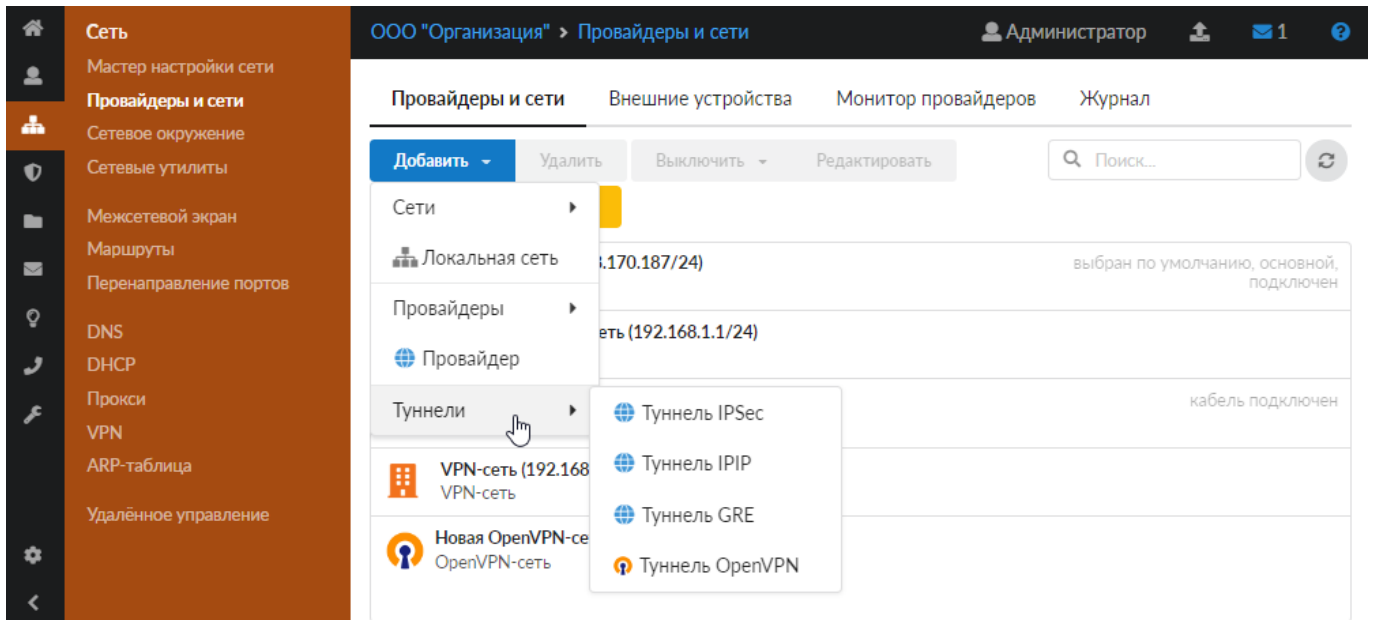 Сеть
Мастер настройки сети
Провайдеры и сети
Сетевое окружение
Сетевые утилиты
Межсетевой экран
Маршруты
Перенаправление портов
DNS
DHCP
Прокси
VPN
ARP-таблица
Удалённое управление
ООО "Организация" > Провайдеры и сети
Администратор
1
?
Провайдеры и сети Внешние устройства Монитор провайдеров Журнал
Добавить Удалить Выключить Редактировать
Поиск...
Сети
Локальная сеть
Провайдеры
Провайдер
Туннели
Туннель IPSec
Туннель IPIP
Туннель GRE
Туннель OpenVPN
.170.187/24)
выбран по умолчанию, основной,
подключен
еть (192.168.1.1/24)
кабель подключен
VPN-сеть (192.168
VPN-сеть
Новая OpenVPN-се
OpenVPN-сеть